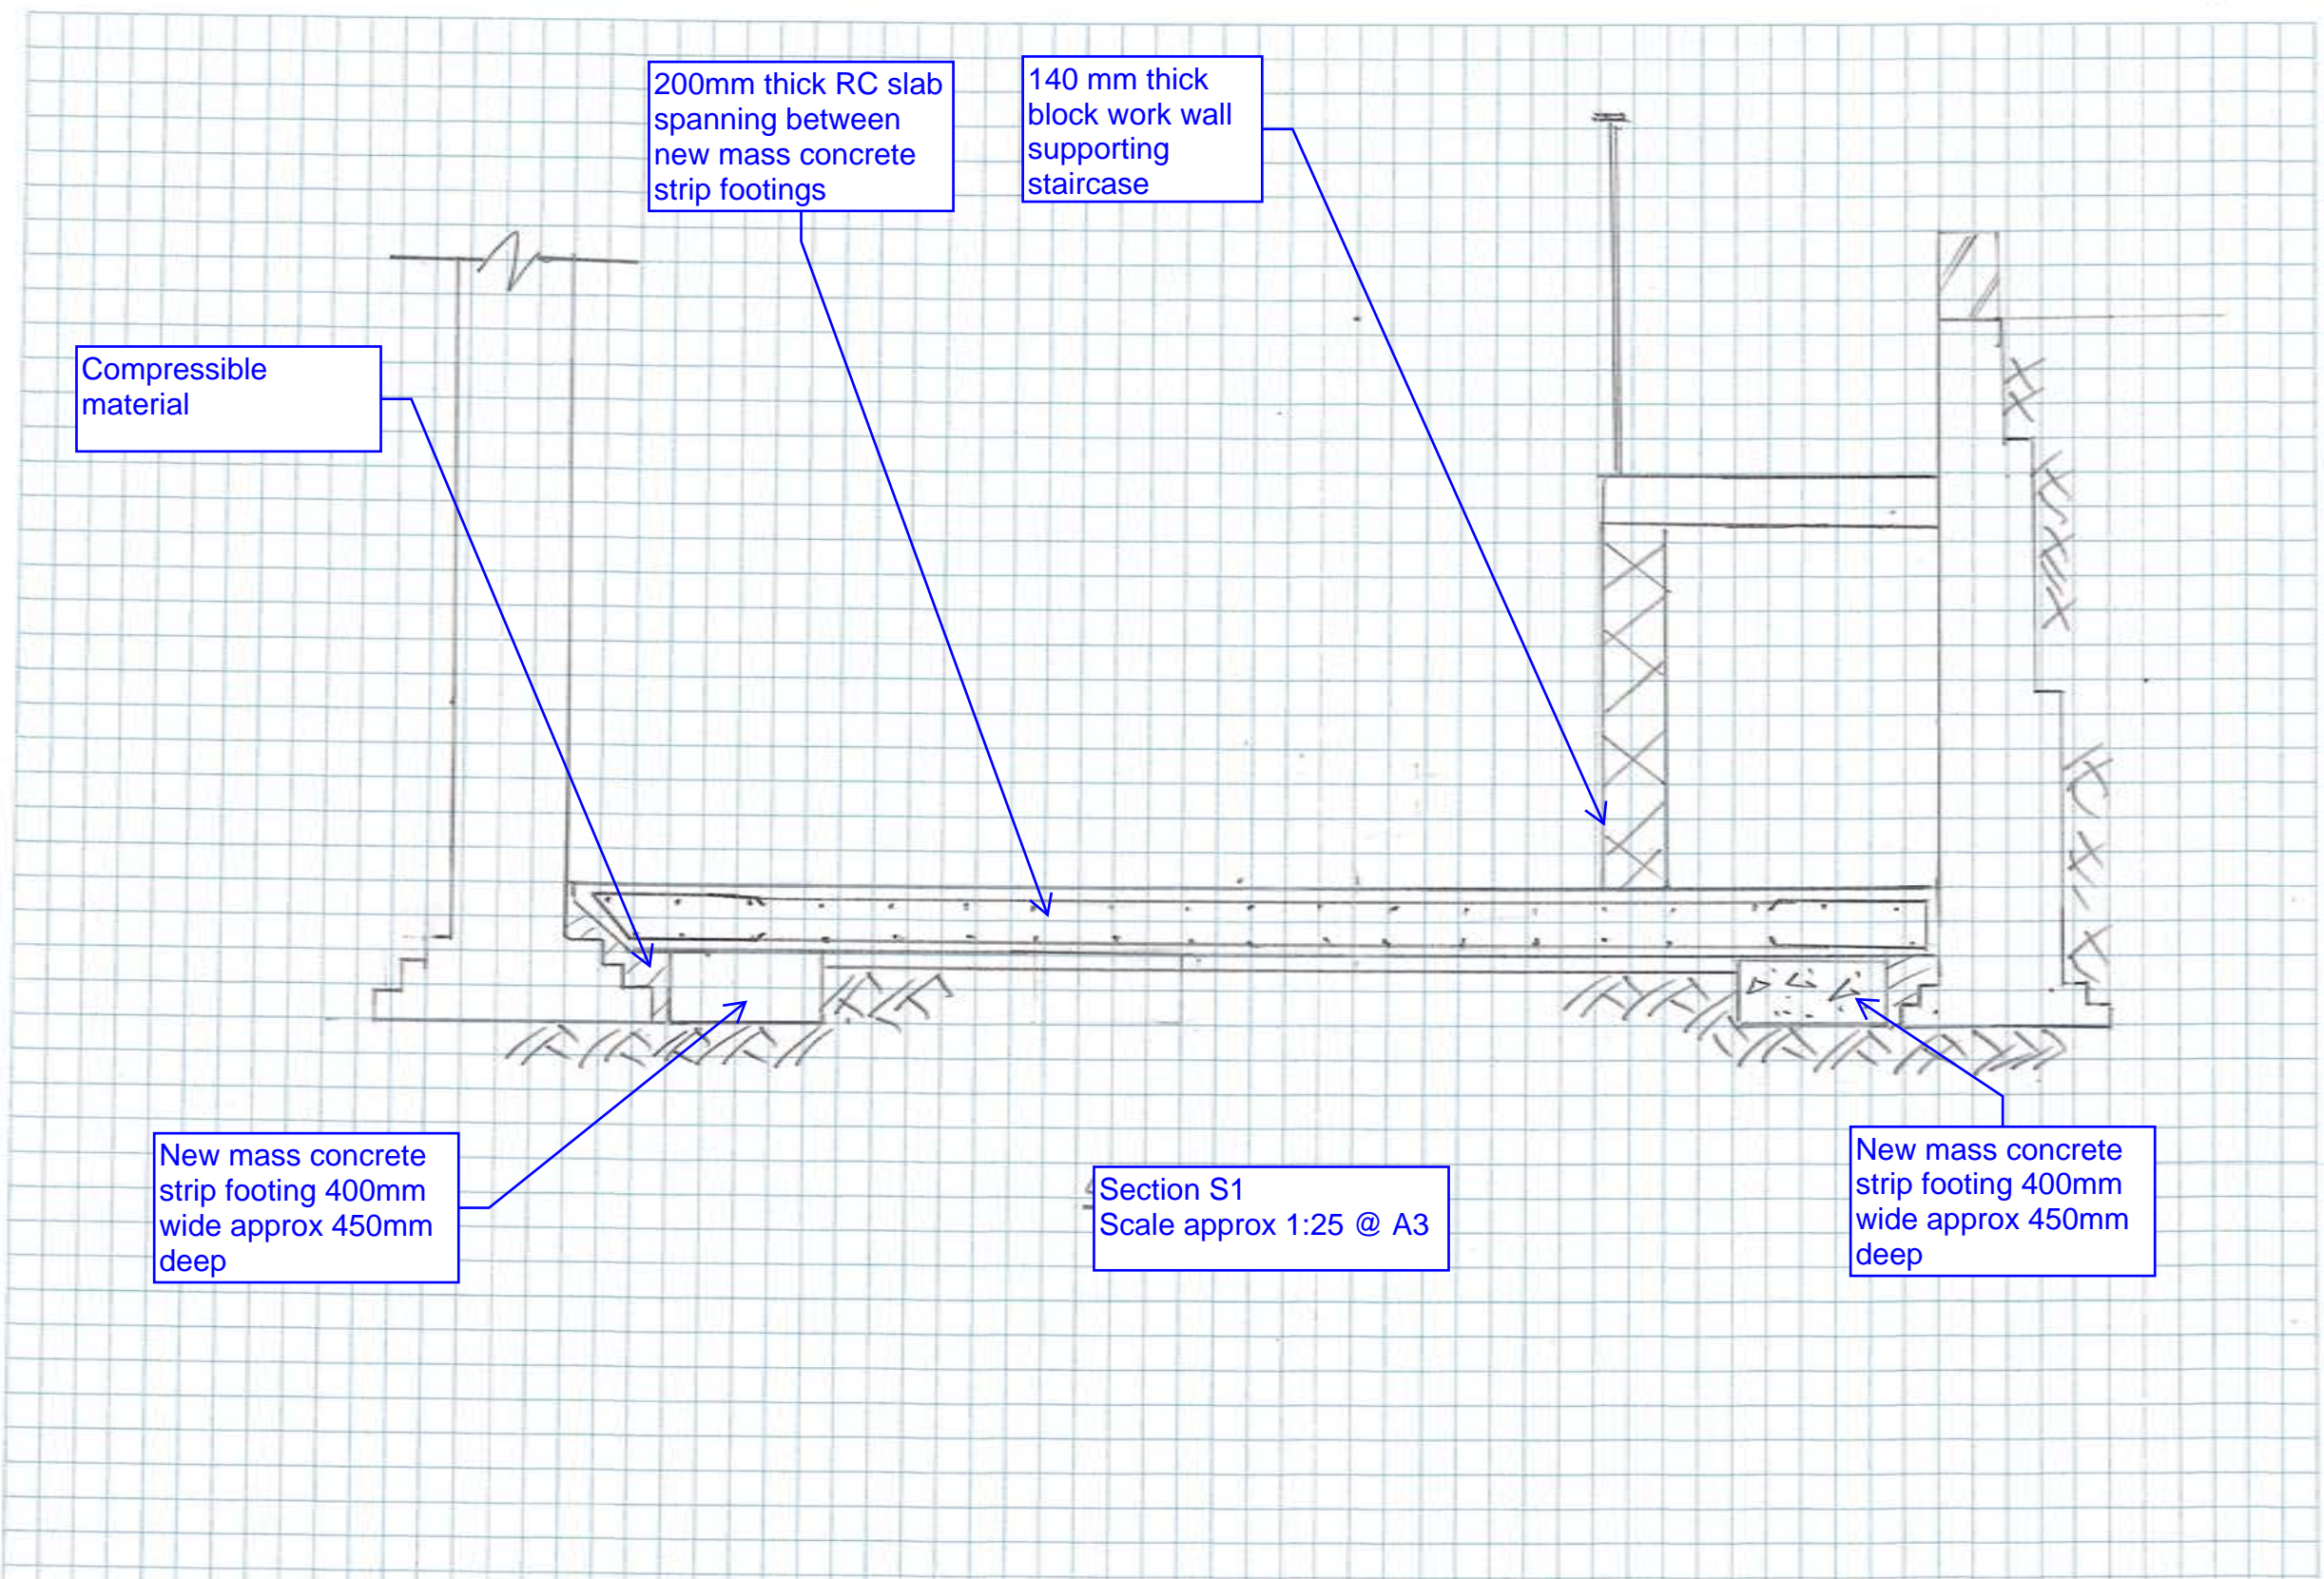 200mm thick RC slab
spanning between
new mass concrete
strip footings
140 mm thick
block work wall
supporting
staircase
Compressible
material
New mass concrete
strip footing 400mm
wide approx 450mm
deep
Section S1
Scale approx 1:25 @ A3
New mass concrete
strip footing 400mm
wide approx 450mm
deep